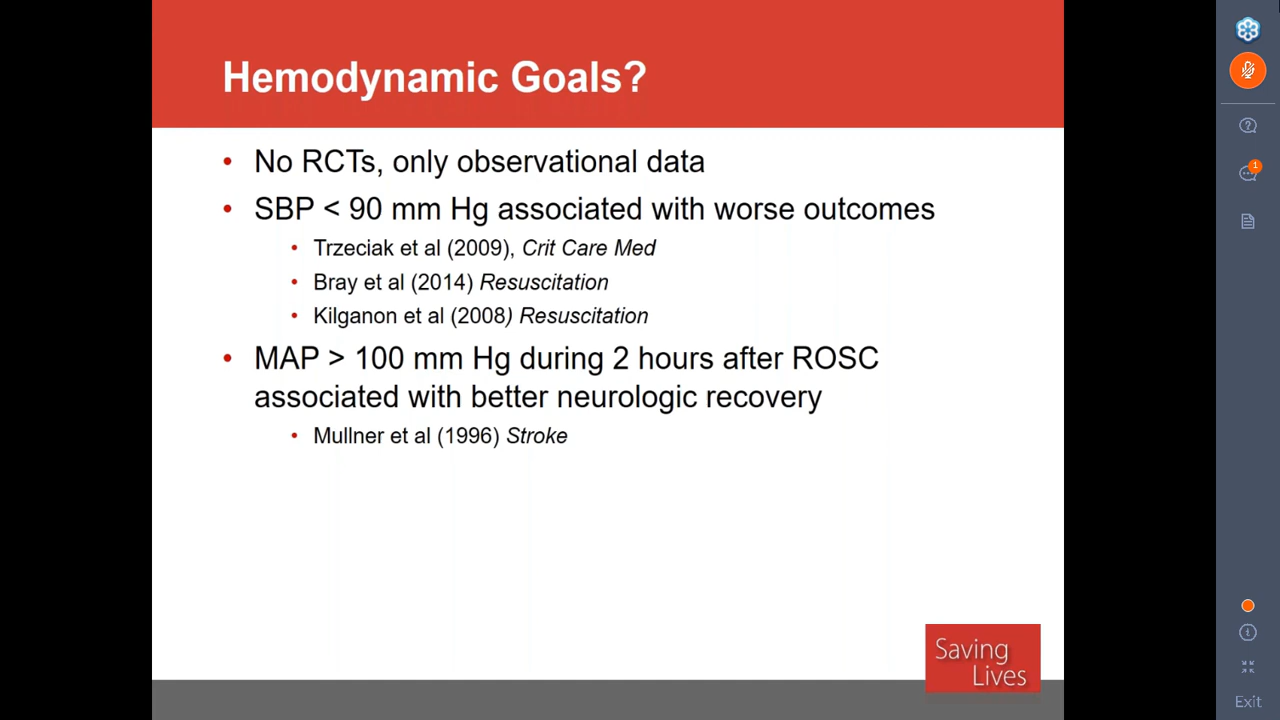 Hemodynamic Goals?
• No RCTs, only observational data
• SBP < 90 mm Hg associated with worse outcomes
• Trzeciak et al (2009), Crit Care Med
• Bray et al (2014) Resuscitation
• Kilganon et al (2008) Resuscitation
• MAP > 100 mm Hg during 2 hours after ROSC
associated with better neurologic recovery
• Mullner et al (1996) Stroke
Saving
Lives
1
Exit